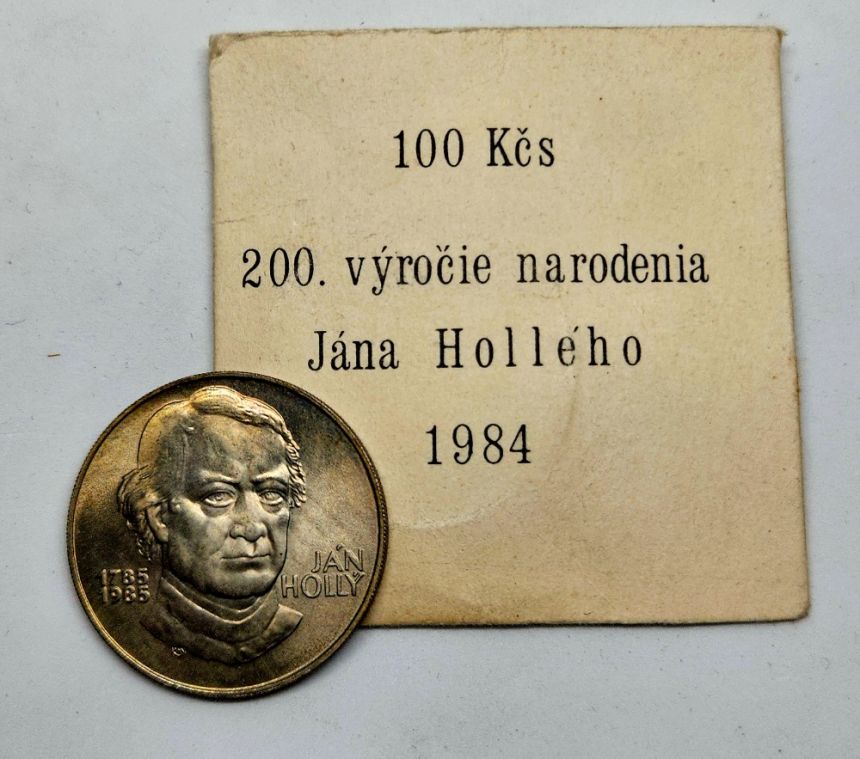 100 Kčs
200. výročie narodenia
Jána Hollého
1984
1785
1985
JÁN
HOLLÝ